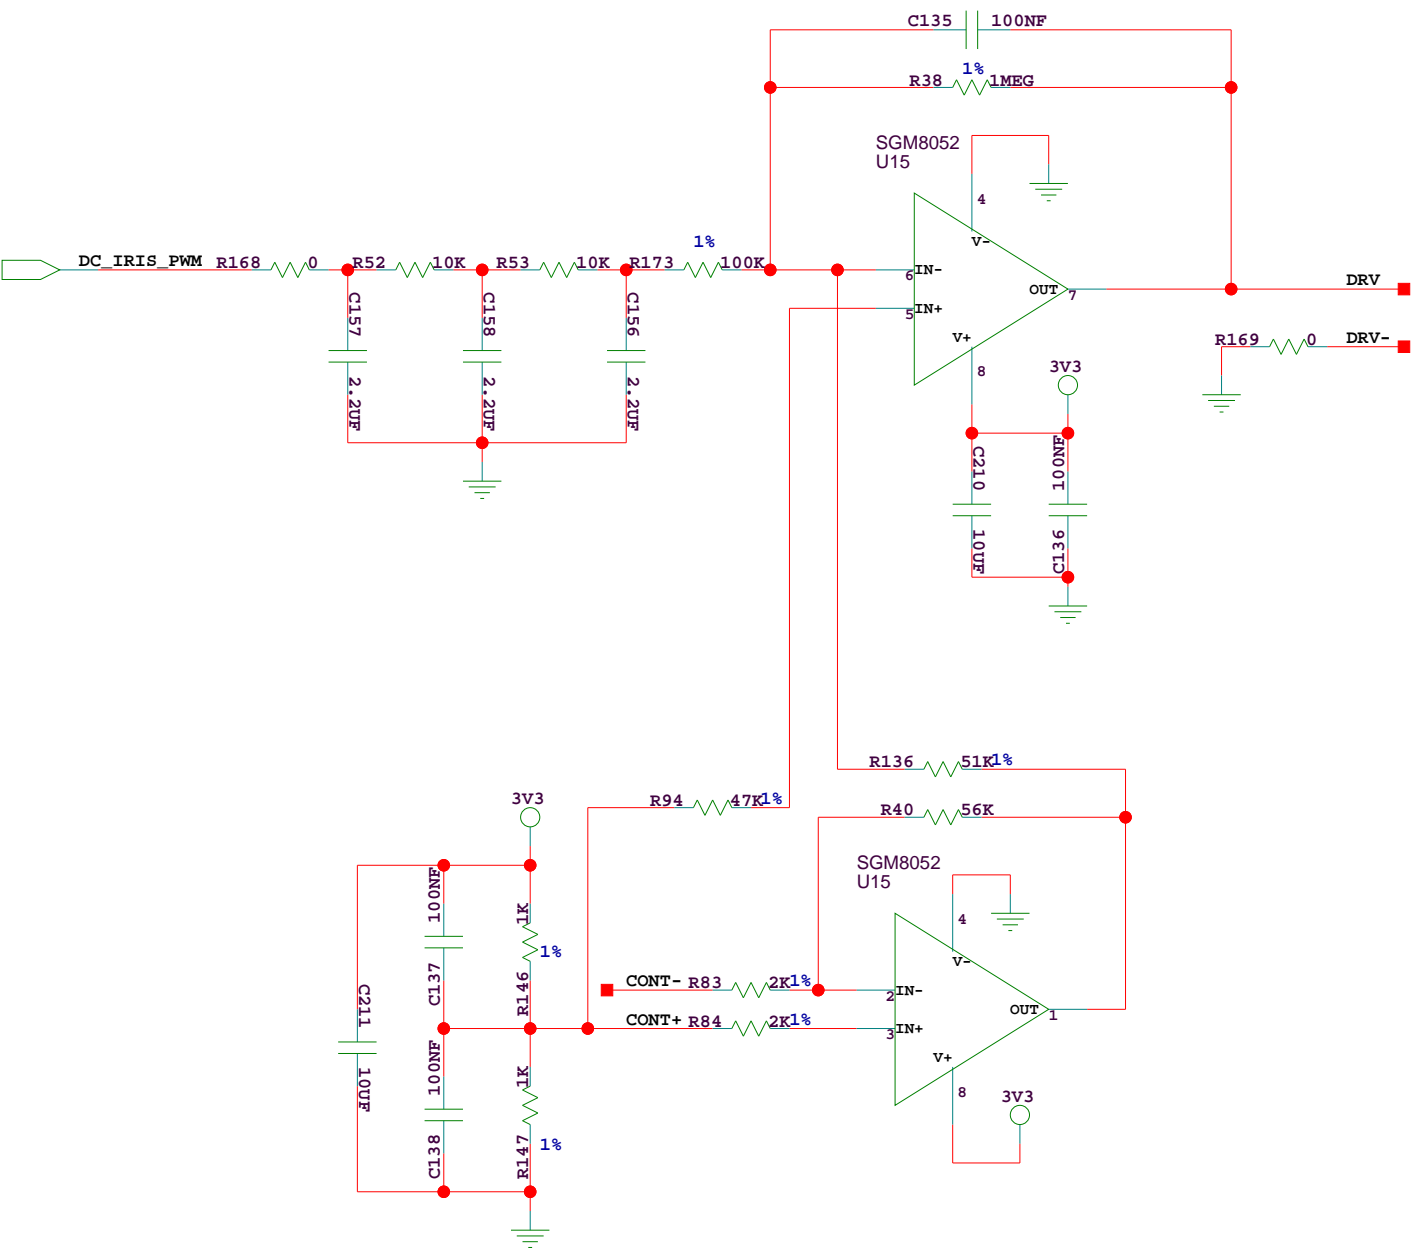 C135 100NF
1%
R38 1MEG
SGM8052
U15
4
V-
1%
DC_IRIS_PWM R168 0 R52 10K R53 10K R173 100K
6 IN-
OUT 7
5 IN+
V+
8
DRV
R169 0 DRV-
C157
2.2UF
C158
2.2UF
C156
2.2UF
3V3
C210
10UF
100NF
C136
R136 51K 1%
R94 47K 1%
R40 56K
3V3
SGM8052
U15
4
V-
100NF
C137
1K
1%
R146
CONT- R83 2K 1%
2 IN-
OUT 1
CONT+ R84 2K 1%
3 IN+
V+
8
3V3
C211
10UF
100NF
C138
1K
1%
R147